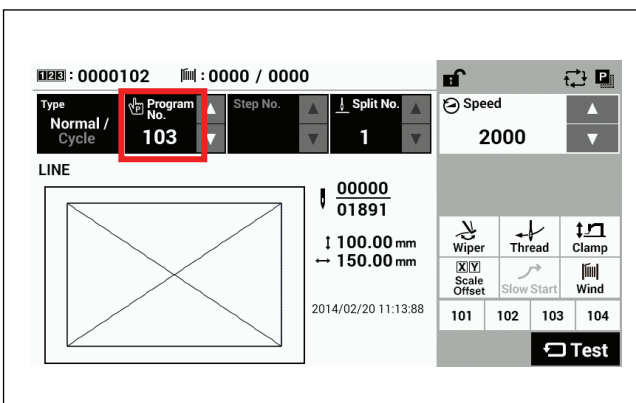 123 : 0000102 : 0000 / 0000
P
Type
Normal /
Cycle
P Program
No.
103
Step No.
Split No.
1
Speed
2000
LINE
00000
01891
100.00 mm
150.00 mm
2014/02/20 11:13:88
Wiper
Thread
Clamp
XY
Scale
Offset
Slow Start
Wind
101 102 103 104
Test